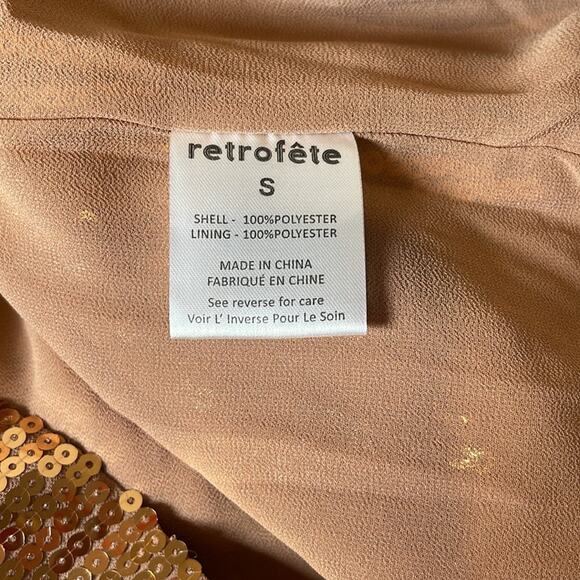 retrofête
S
SHELL - 100%POLYESTER
LINING - 100%POLYESTER
MADE IN CHINA
FABRIQUÉ EN CHINE
See reverse for care
Voir L' Inverse Pour Le Soin